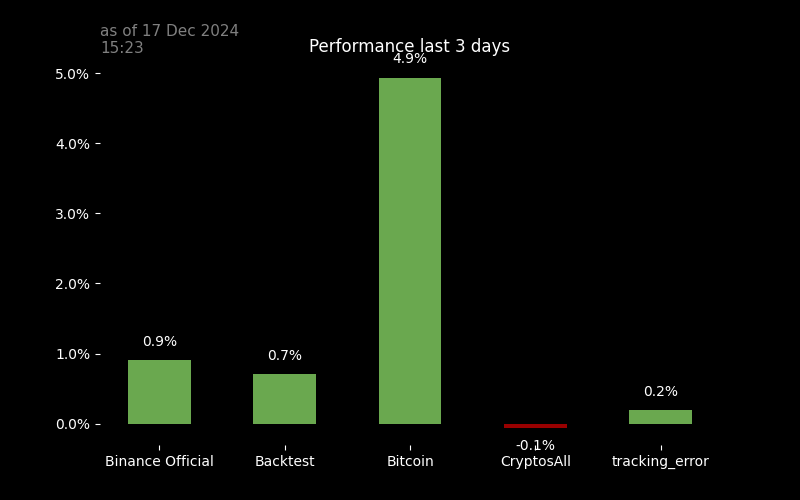 as of 17 Dec 2024
15:23
Performance last 3 days
4.9%
5.0%
4.0%
3.0%
2.0%
1.0%
0.0%
0.9%
0.7%
0.2%
-0.1%
Binance Official
Backtest
Bitcoin
CryptosAll
tracking_error